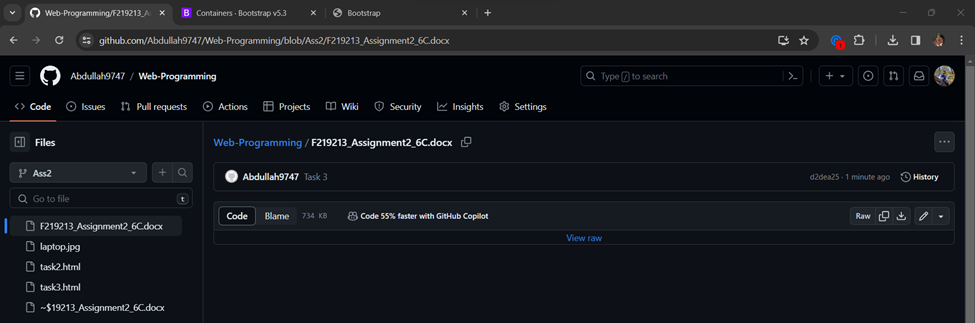 Web-Programming/F219213_Ass
Containers · Bootstrap v5.3
Bootstrap
github.com/Abdullah9747/Web-Programming/blob/Ass2/F219213_Assignment2_6C.docx
Abdullah9747 / Web-Programming
Type / to search
Code Issues Pull requests Actions Projects Wiki Security Insights Settings
Files
Ass2
Go to file t
F219213_Assignment2_6C.docx
laptop.jpg
task2.html
task3.html
~$19213_Assignment2_6C.docx
Web-Programming / F219213_Assignment2_6C.docx
Abdullah9747 Task 3 d2dea25 · 1 minute ago History
Code Blame 734 KB Code 55% faster with GitHub Copilot Raw
View raw